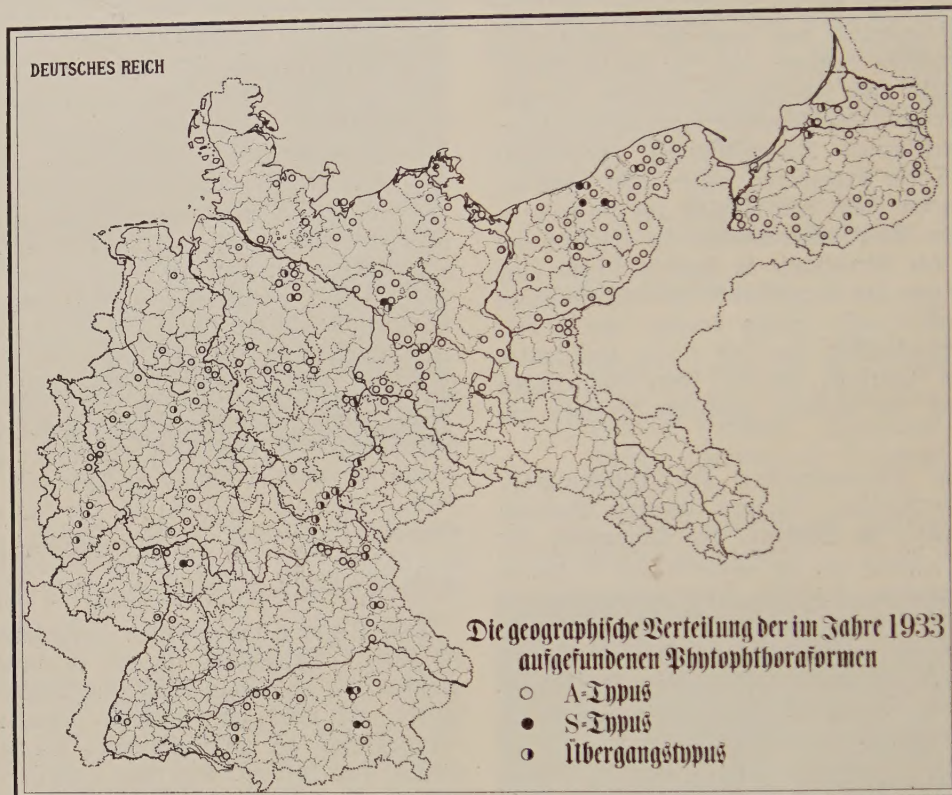 DEUTSCHES REICH
Die geographische Verteilung der im Jahre 1933
aufgefundenen Phytophthoraformen
A-Typus
S-Typus
Übergangstypus